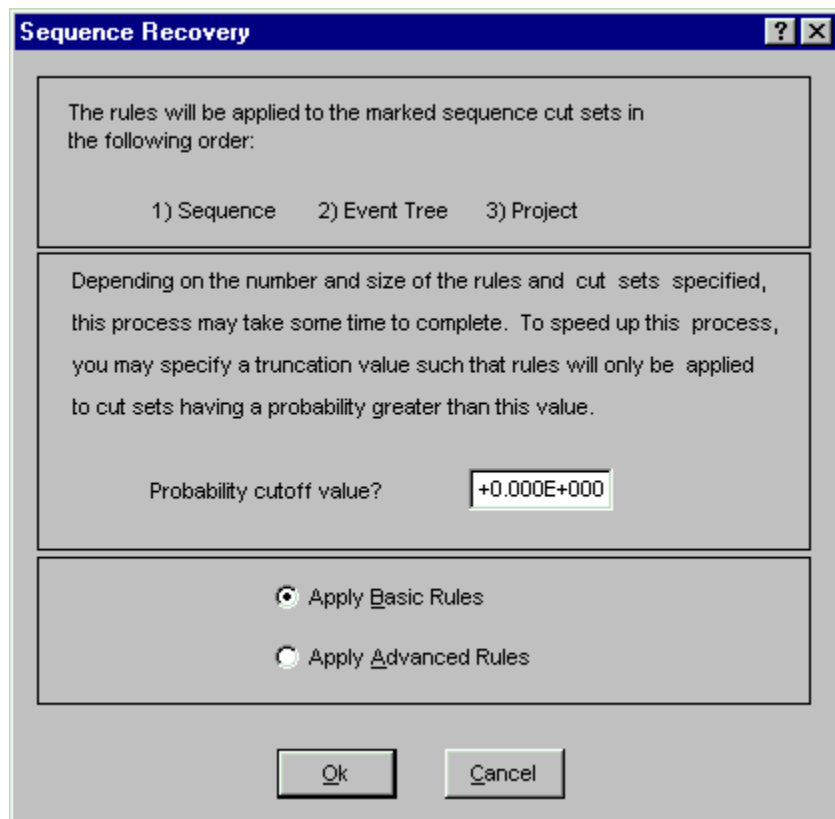 Sequence Recovery
The rules will be applied to the marked sequence cut sets in
the following order:
1) Sequence 2) Event Tree 3) Project
Depending on the number and size of the rules and cut sets specified,
this process may take some time to complete. To speed up this process,
you may specify a truncation value such that rules will only be applied
to cut sets having a probability greater than this value.
Probability cutoff value? +0.000E+000
Apply Basic Rules
Apply Advanced Rules
Ok Cancel